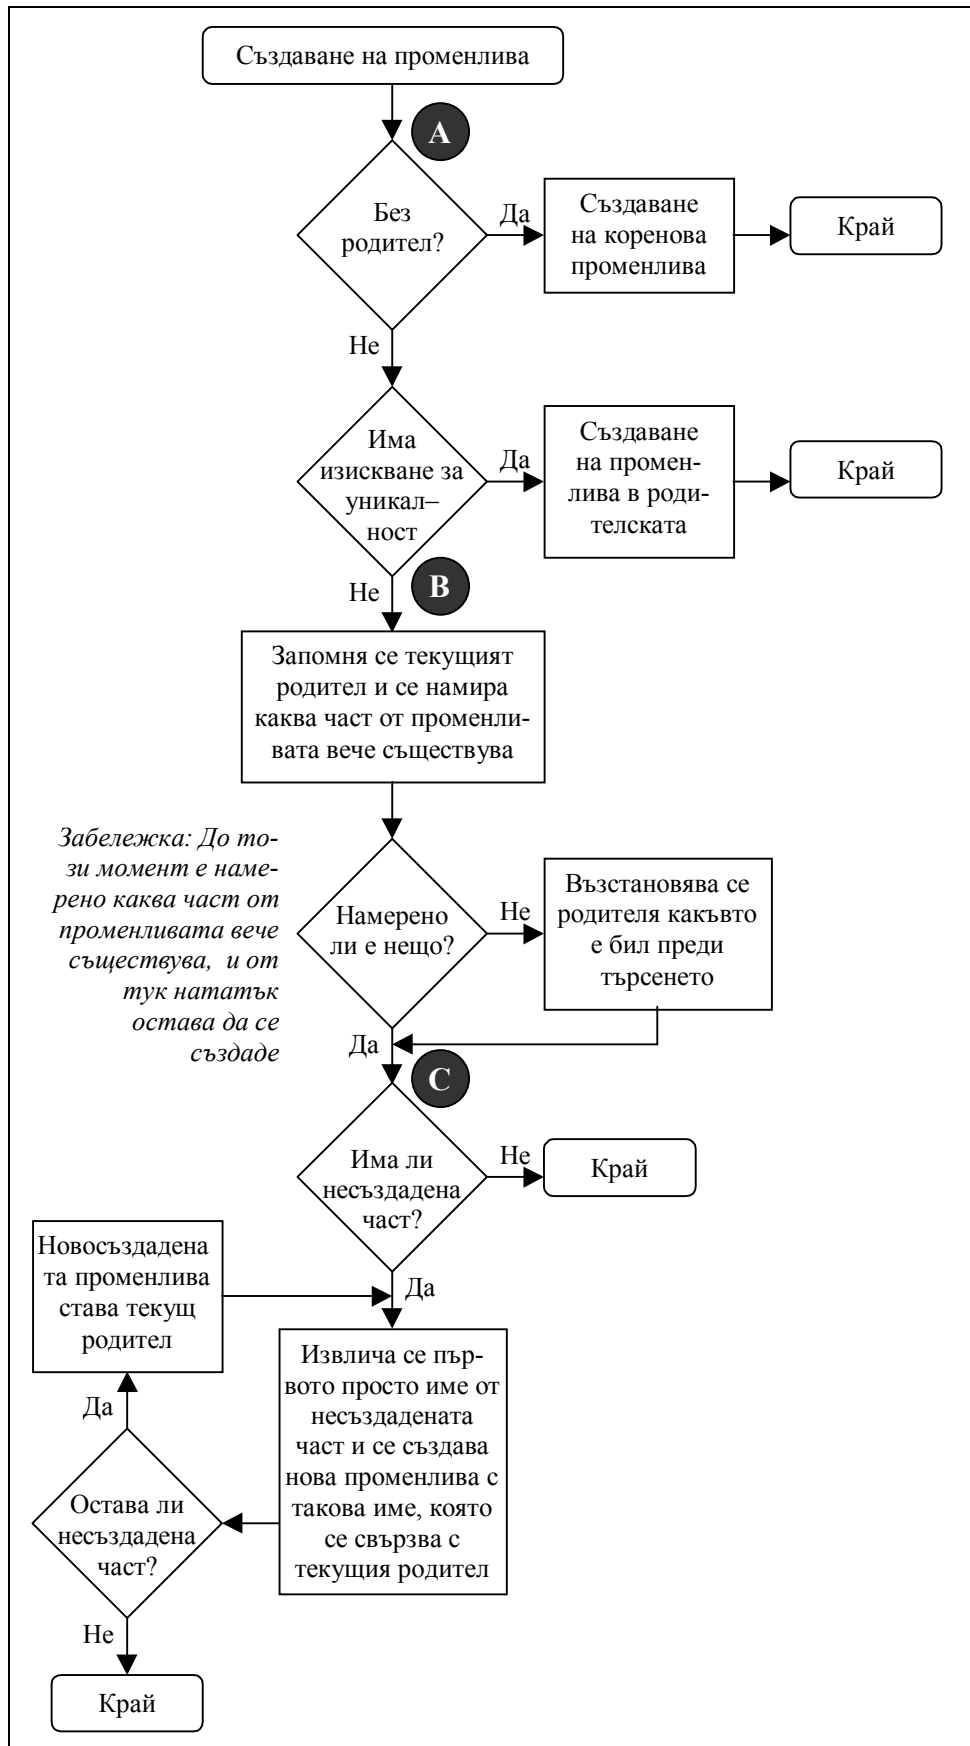 Създаване на променлива
A
Без
родител?
Да
Създаване
на коренова
променлива
Край
Не
Има
изискване за
уникал–
ност
Да
Създаване
на промен-
лива в роди-
телската
Край
Не
B
Запомня се текущият
родител и се намира
каква част от променли-
вата вече съществува
Забележка: До то-
зи момент е наме-
рено каква част от
променливата вече
съществува, и от
тук нататък
остава да се
създаде
Намерено
ли е нещо?
Не
Възстановява се
родителя какъвто
е бил преди
търсенето
Да
C
Има ли
несъздадена
част?
Не
Край
Да
Новосъздадена
та променлива
става текущ
родител
Извлича се пър-
вото просто име от
несъздадената
част и се създава
нова променлива с
такова име, която
се свързва с
текущия родител
Да
Остава ли
несъздадена
част?
Не
Край